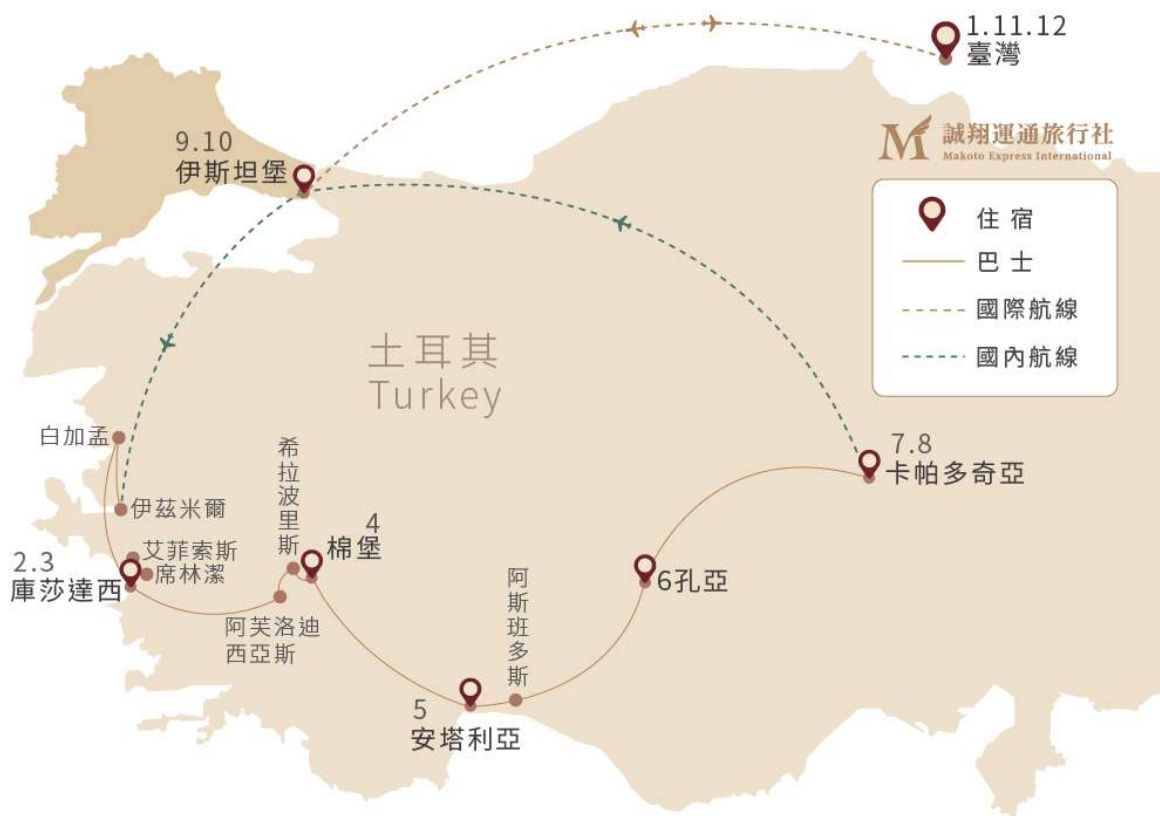 1.11.12
臺灣
誠翔運通旅行社
Makoto Express International
9.10
伊斯坦堡
住宿
巴士
國際航線
國內航線
土耳其
Turkey
白加孟
伊茲米爾
艾菲索斯
席林潔
2.3
庫莎達西
希拉波里斯
4
棉堡
阿芙洛迪
西亞斯
阿斯班多斯
5
安塔利亞
6孔亞
7.8
卡帕多奇亞